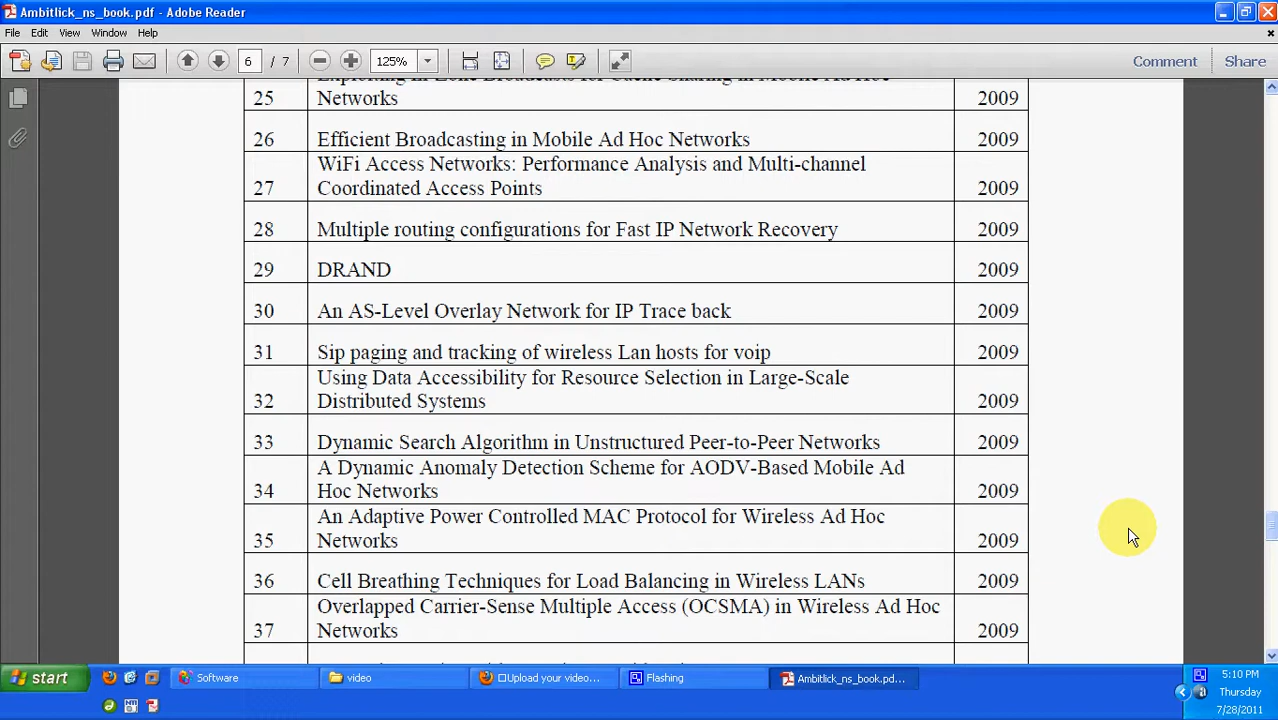 Ambitlick_ns_book.pdf - Adobe Reader
File Edit View Window Help
6 / 7 125% Comment Share
25 Networks 2009
26 Efficient Broadcasting in Mobile Ad Hoc Networks 2009
WiFi Access Networks: Performance Analysis and Multi-channel
27 Coordinated Access Points 2009
28 Multiple routing configurations for Fast IP Network Recovery 2009
29 DRAND 2009
30 An AS-Level Overlay Network for IP Trace back 2009
31 Sip paging and tracking of wireless Lan hosts for voip 2009
Using Data Accessibility for Resource Selection in Large-Scale
32 Distributed Systems 2009
33 Dynamic Search Algorithm in Unstructured Peer-to-Peer Networks 2009
A Dynamic Anomaly Detection Scheme for AODV-Based Mobile Ad
34 Hoc Networks 2009
An Adaptive Power Controlled MAC Protocol for Wireless Ad Hoc
35 Networks 2009
36 Cell Breathing Techniques for Load Balancing in Wireless LANs 2009
Overlapped Carrier-Sense Multiple Access (OCSMA) in Wireless Ad Hoc
37 Networks 2009
start Software video Upload your video... Flashing Ambitlick_ns_book.pd... 5:10 PM
Thursday
7/28/2011